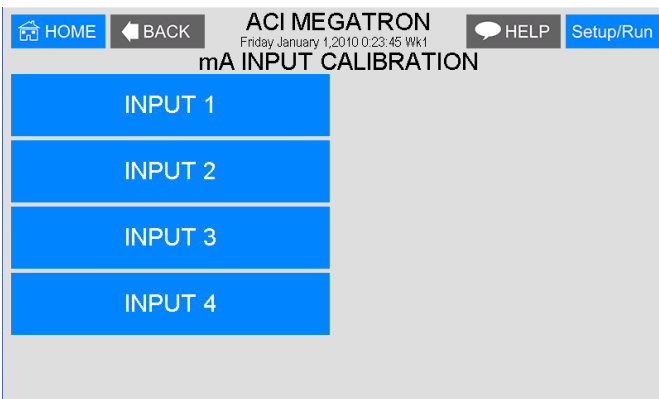 HOME BACK ACI MEGATRON HELP Setup/Run
Friday January 1,2010 0:23:45 Wk1
mA INPUT CALIBRATION
INPUT 1
INPUT 2
INPUT 3
INPUT 4